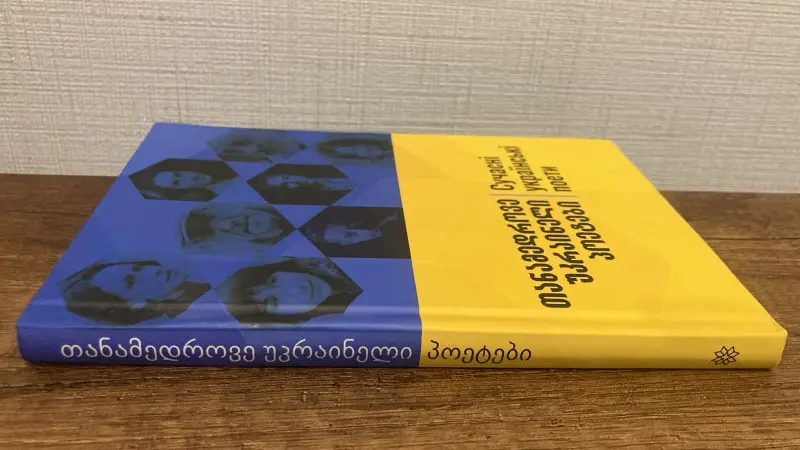 თანამედროვე
უკრაინელი
პოეტები
Сучасні
українські
поети
თანამედროვე უკრაინელი პოეტები